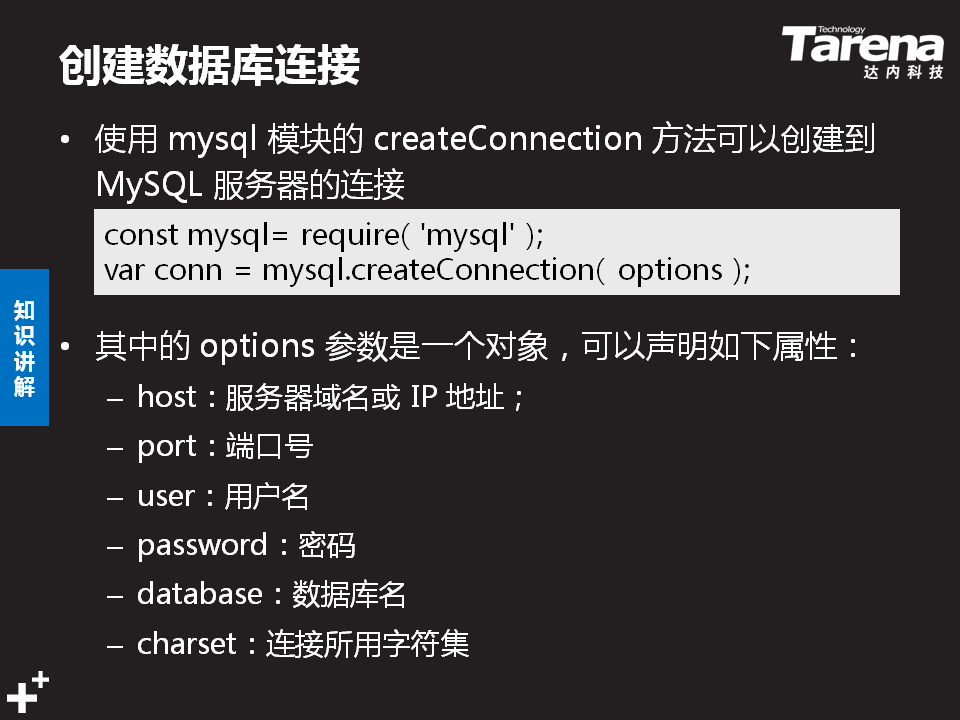 创建数据库连接
Technology
Tarena
达内科技
• 使用 mysql 模块的 createConnection 方法可以创建到
MySQL 服务器的连接
const mysql= require( 'mysql' );
var conn = mysql.createConnection( options );
知识讲解
• 其中的 options 参数是一个对象，可以声明如下属性：
– host：服务器域名或 IP 地址；
– port：端口号
– user：用户名
– password：密码
– database：数据库名
– charset：连接所用字符集